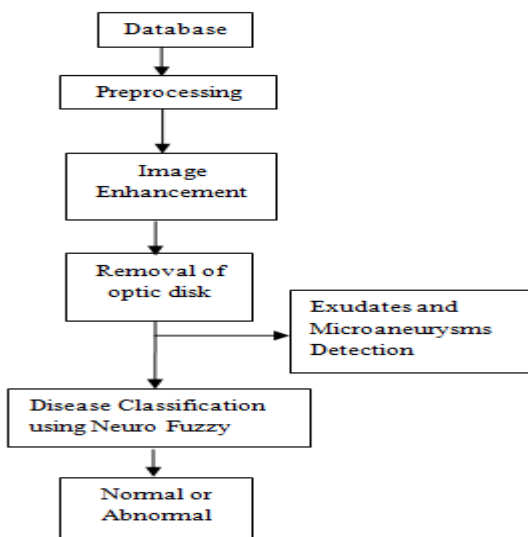 Database
Preprocessing
Image
Enhancement
Removal of
optic disk
Exudates and
Microaneurysms
Detection
Disease Classification
using Neuro Fuzzy
Normal or
Abnormal